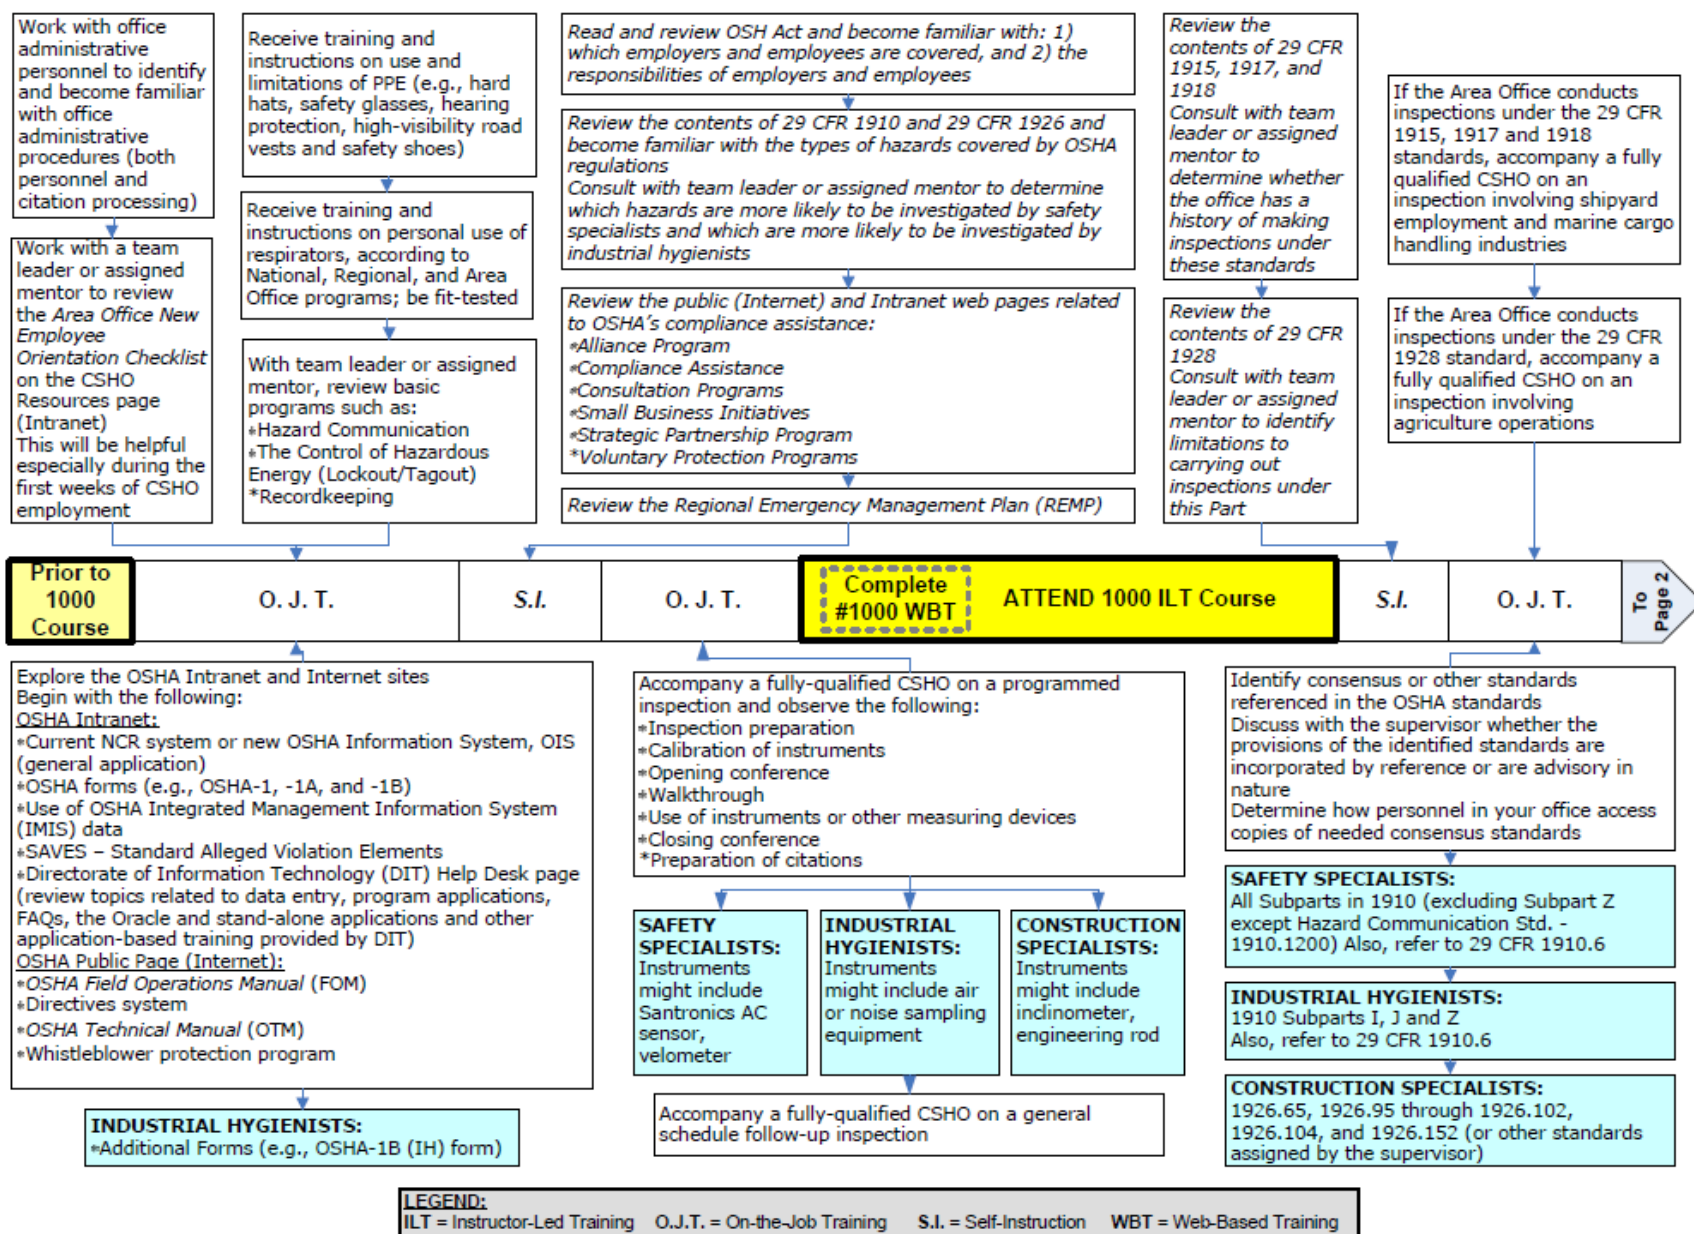 Work with office
administrative
personnel to identify
and become familiar
with office
administrative
procedures (both
personnel and
citation processing)
Work with a team
leader or assigned
mentor to review
the Area Office New
Employee
Orientation Checklist
on the CSHO
Resources page
(Intranet)
This will be helpful
especially during the
first weeks of CSHO
employment
Receive training and
instructions on use and
limitations of PPE (e.g., hard
hats, safety glasses, hearing
protection, high-visibility road
vests and safety shoes)
Receive training and
instructions on personal use of
respirators, according to
National, Regional, and Area
Office programs; be fit-tested
With team leader or assigned
mentor, review basic
programs such as:
*Hazard Communication
*The Control of Hazardous
Energy (Lockout/Tagout)
*Recordkeeping
Read and review OSH Act and become familiar with: 1)
which employers and employees are covered, and 2) the
responsibilities of employers and employees
Review the contents of 29 CFR 1910 and 29 CFR 1926 and
become familiar with the types of hazards covered by OSHA
regulations
Consult with team leader or assigned mentor to determine
which hazards are more likely to be investigated by safety
specialists and which are more likely to be investigated by
industrial hygienists
Review the public (Internet) and Intranet web pages related
to OSHA's compliance assistance:
*Alliance Program
*Compliance Assistance
*Consultation Programs
*Small Business Initiatives
*Strategic Partnership Program
*Voluntary Protection Programs
Review the Regional Emergency Management Plan (REMP)
Review the
contents of 29 CFR
1915, 1917, and
1918
Consult with team
leader or assigned
mentor to
determine whether
the office has a
history of making
inspections under
these standards
Review the
contents of 29 CFR
1928
Consult with team
leader or assigned
mentor to identify
limitations to
carrying out
inspections under
this Part
If the Area Office conducts
inspections under the 29 CFR
1915, 1917 and 1918
standards, accompany a fully
qualified CSHO on an
inspection involving shipyard
employment and marine cargo
handling industries
If the Area Office conducts
inspections under the 29 CFR
1928 standard, accompany a
fully qualified CSHO on an
inspection involving
agriculture operations
Prior to
1000
Course
O. J. T.
S.I.
O. J. T.
Complete
#1000 WBT
ATTEND 1000 ILT Course
S.I.
O. J. T.
To
Page 2
Explore the OSHA Intranet and Internet sites
Begin with the following:
OSHA Intranet:
*Current NCR system or new OSHA Information System, OIS
(general application)
*OSHA forms (e.g., OSHA-1, -1A, and -1B)
*Use of OSHA Integrated Management Information System
(IMIS) data
*SAVES – Standard Alleged Violation Elements
*Directorate of Information Technology (DIT) Help Desk page
(review topics related to data entry, program applications,
FAQs, the Oracle and stand-alone applications and other
application-based training provided by DIT)
OSHA Public Page (Internet):
*OSHA Field Operations Manual (FOM)
*Directives system
*OSHA Technical Manual (OTM)
*Whistleblower protection program
INDUSTRIAL HYGIENISTS:
*Additional Forms (e.g., OSHA-1B (IH) form)
Accompany a fully-qualified CSHO on a programmed
inspection and observe the following:
*Inspection preparation
*Calibration of instruments
*Opening conference
*Walkthrough
*Use of instruments or other measuring devices
*Closing conference
*Preparation of citations
SAFETY
SPECIALISTS:
Instruments
might include
Santronics AC
sensor,
velometer
INDUSTRIAL
HYGIENISTS:
Instruments
might include air
or noise sampling
equipment
CONSTRUCTION
SPECIALISTS:
Instruments
might include
inclinometer,
engineering rod
Accompany a fully-qualified CSHO on a general
schedule follow-up inspection
Identify consensus or other standards
referenced in the OSHA standards
Discuss with the supervisor whether the
provisions of the identified standards are
incorporated by reference or are advisory in
nature
Determine how personnel in your office access
copies of needed consensus standards
SAFETY SPECIALISTS:
All Subparts in 1910 (excluding Subpart Z
except Hazard Communication Std. -
1910.1200) Also, refer to 29 CFR 1910.6
INDUSTRIAL HYGIENISTS:
1910 Subparts I, J and Z
Also, refer to 29 CFR 1910.6
CONSTRUCTION SPECIALISTS:
1926.65, 1926.95 through 1926.102,
1926.104, and 1926.152 (or other standards
assigned by the supervisor)
LEGEND:
ILT = Instructor-Led Training O.J.T. = On-the-Job Training S.I. = Self-Instruction WBT = Web-Based Training